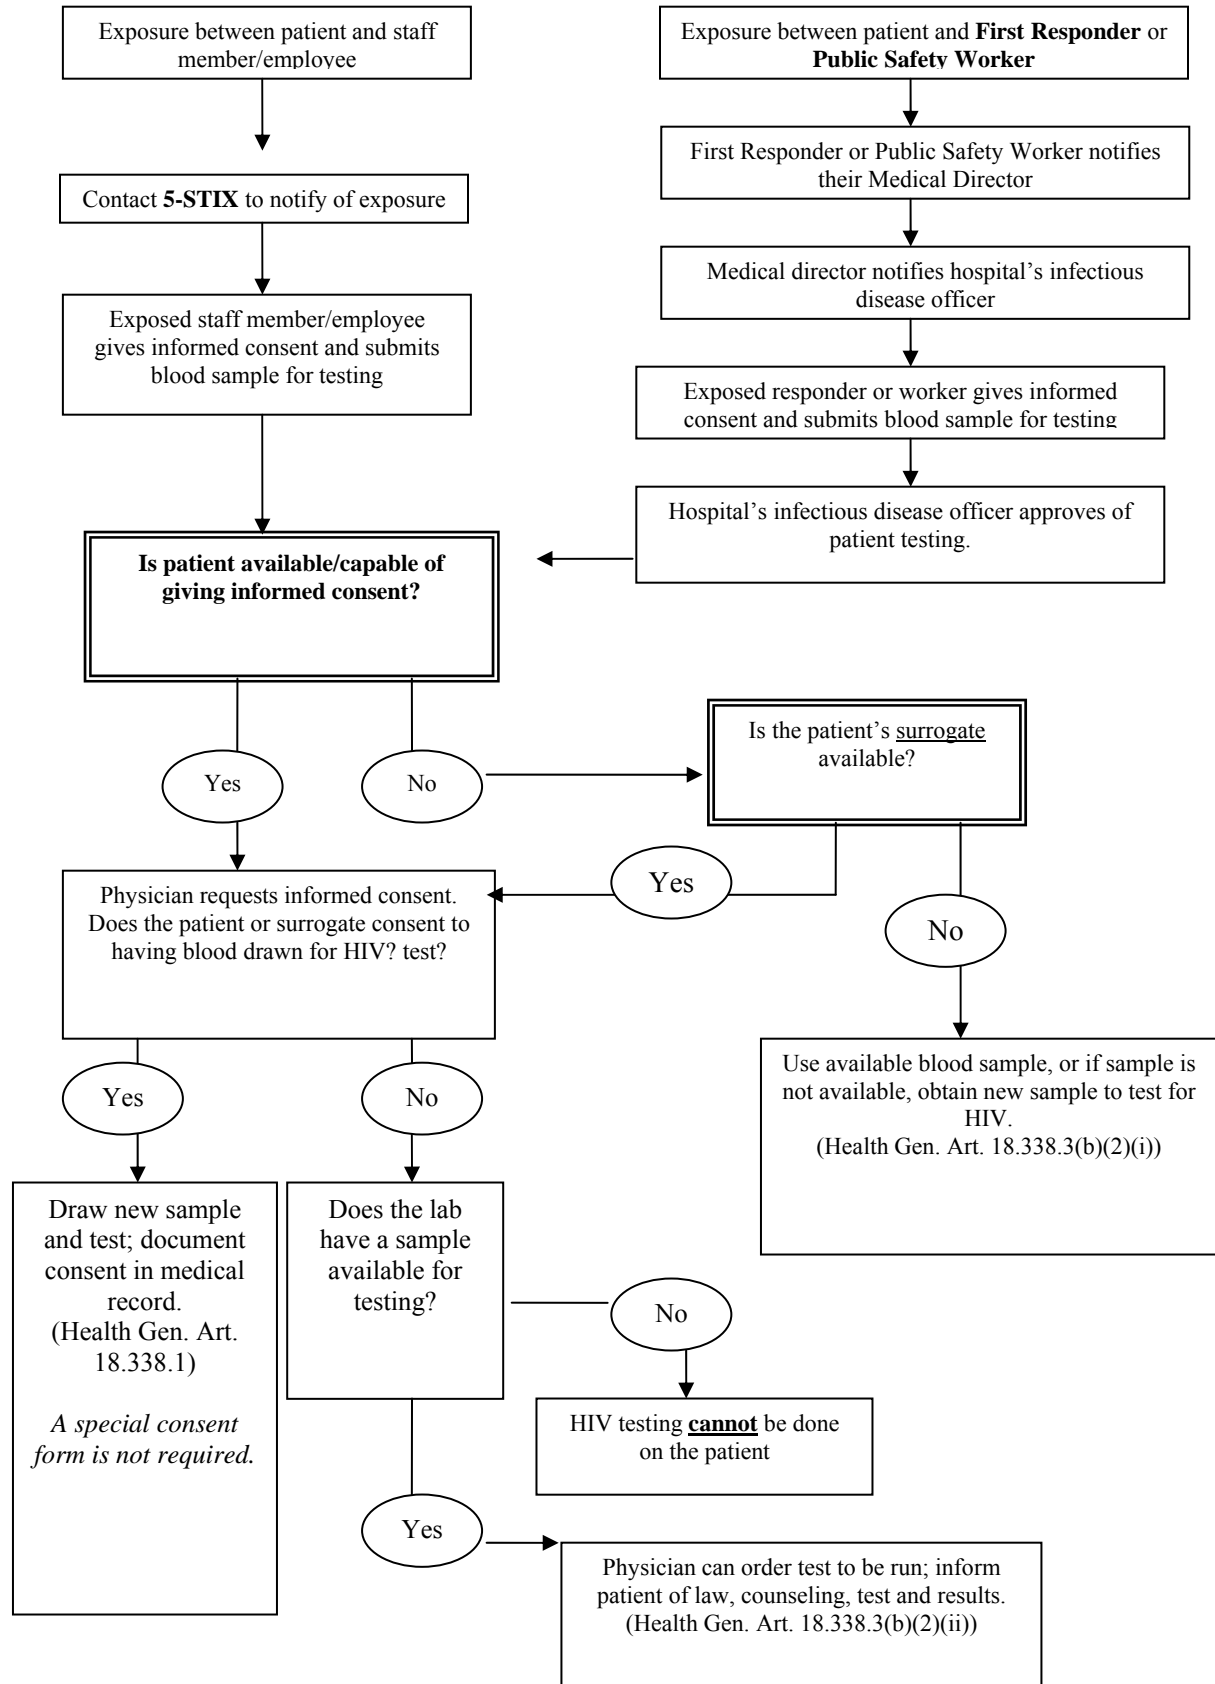 Exposure between patient and staff
member/employee
Exposure between patient and First Responder or
Public Safety Worker
First Responder or Public Safety Worker notifies
their Medical Director
Contact 5-STIX to notify of exposure
Medical director notifies hospital’s infectious
disease officer
Exposed staff member/employee
gives informed consent and submits
blood sample for testing
Exposed responder or worker gives informed
consent and submits blood sample for testing
Hospital’s infectious disease officer approves of
patient testing.
Is patient available/capable of
giving informed consent?
Is the patient’s surrogate
available?
Yes
No
Physician requests informed consent.
Does the patient or surrogate consent to
having blood drawn for HIV? test?
Yes
No
Use available blood sample, or if sample is
not available, obtain new sample to test for
HIV.
(Health Gen. Art. 18.338.3(b)(2)(i))
Yes
No
Draw new sample
and test; document
consent in medical
record.
(Health Gen. Art.
18.338.1)
A special consent
form is not required.
Does the lab
have a sample
available for
testing?
No
HIV testing cannot be done
on the patient
Yes
Physician can order test to be run; inform
patient of law, counseling, test and results.
(Health Gen. Art. 18.338.3(b)(2)(ii))